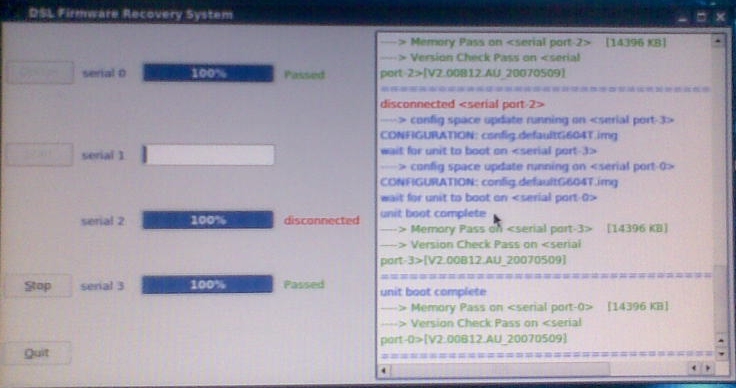 DSL Firmware Recovery System
serial 0 100% Passed
serial 1
serial 2 100% disconnected
Stop serial 3 100% Passed
Quit
----> Memory Pass on <serial port-2> [14396 KB]
----> Version Check Pass on <serial
port-2>[V2.00B12.AU_20070509]
========================================
disconnected <serial port-2>
----> config space update running on <serial port-3>
CONFIGURATION: config.defaultG604T.img
wait for unit to boot on <serial port-3>
----> config space update running on <serial port-0>
CONFIGURATION: config.defaultG604T.img
wait for unit to boot on <serial port-0>
unit boot complete
----> Memory Pass on <serial port-3> [14396 KB]
----> Version Check Pass on <serial
port-3>[V2.00B12.AU_20070509]
========================================
unit boot complete
----> Memory Pass on <serial port-0> [14396 KB]
----> Version Check Pass on <serial
port-0>[V2.00B12.AU_20070509]
========================================